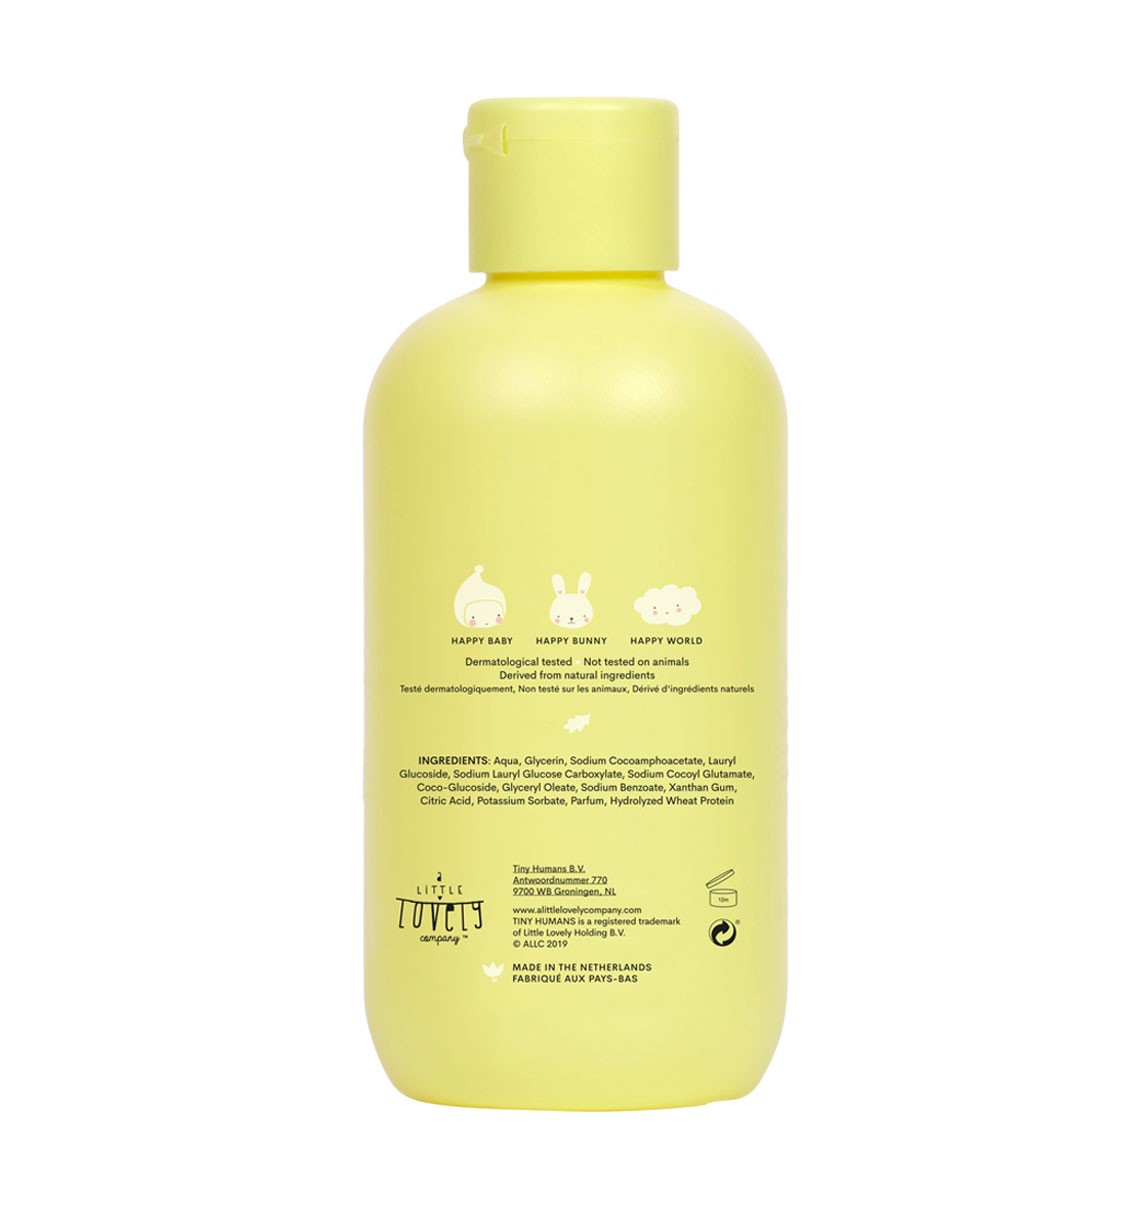 HAPPY BABY HAPPY BUNNY HAPPY WORLD
Dermatological tested Not tested on animals
Derived from natural ingredients
Testé dermatologiquement, Non testé sur les animaux, Dérivé d'ingrédients naturels
INGREDIENTS: Aqua, Glycerin, Sodium Cocoamphoacetate, Lauryl
Glucoside, Sodium Lauryl Glucose Carboxylate, Sodium Cocoyl Glutamate,
Coco-Glucoside, Glyceryl Oleate, Sodium Benzoate, Xanthan Gum,
Citric Acid, Potassium Sorbate, Parfum, Hydrolyzed Wheat Protein
a
LITTLE
LOVELY
company™
Tiny Humans B.V.
Antwoordnummer 770
9700 WB Groningen, NL
www.alittlelovelycompany.com
TINY HUMANS is a registered trademark
of Little Lovely Holding B.V.
© ALLC 2019
12m
®
MADE IN THE NETHERLANDS
FABRIQUÉ AUX PAYS-BAS